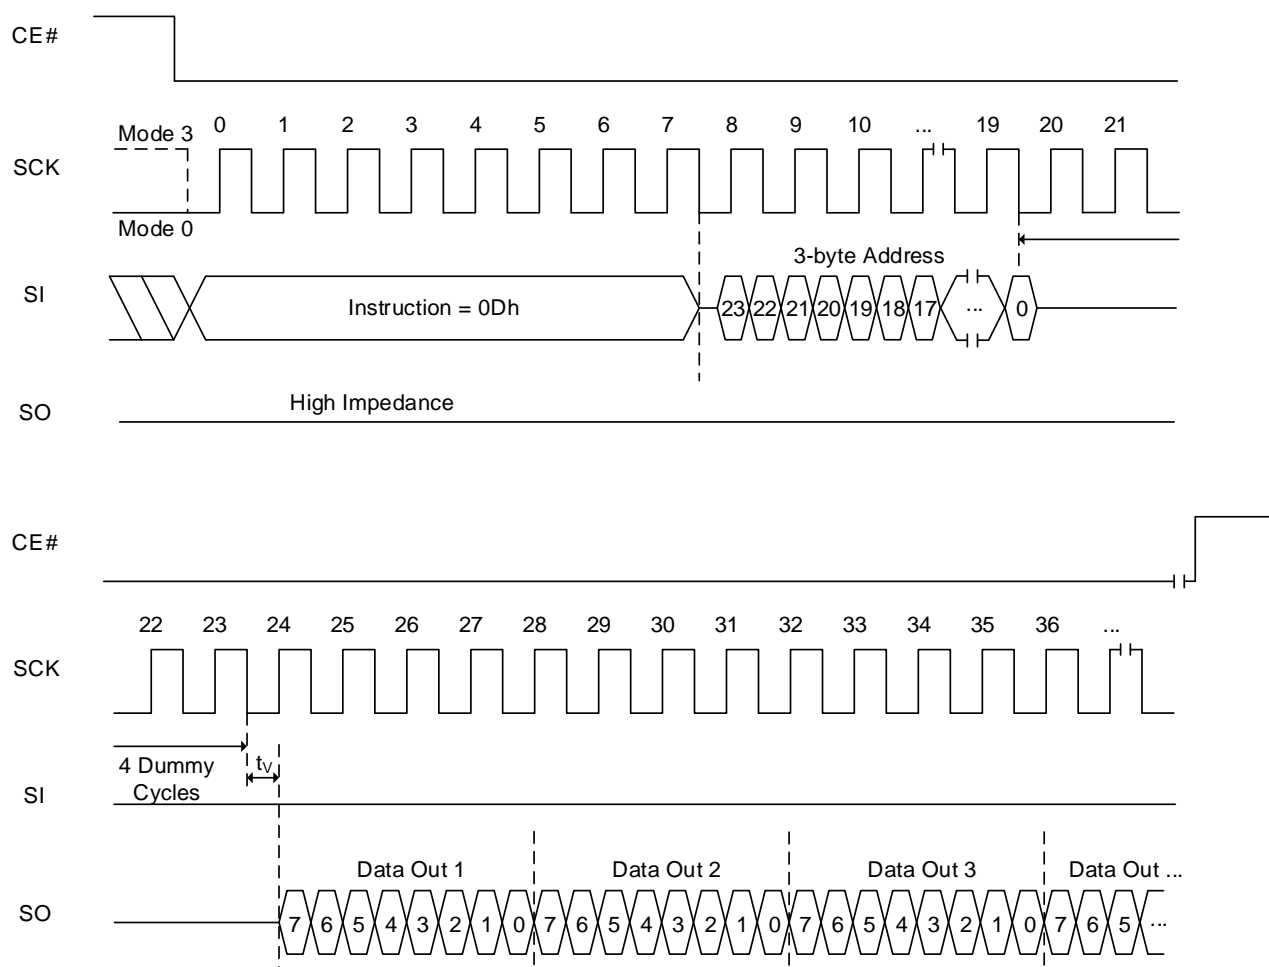 CE#
Mode 3
0 1 2 3 4 5 6 7 8 9 10 ... 19 20 21
SCK
Mode 0
3-byte Address
SI
Instruction = 0Dh
23 22 21 20 19 18 17 ... 0
SO
High Impedance
CE#
22 23 24 25 26 27 28 29 30 31 32 33 34 35 36 ...
SCK
4 Dummy
Cycles
tV
SI
Data Out 1 Data Out 2 Data Out 3 Data Out ...
SO
7 6 5 4 3 2 1 0 7 6 5 4 3 2 1 0 7 6 5 4 3 2 1 0 7 6 5 ...